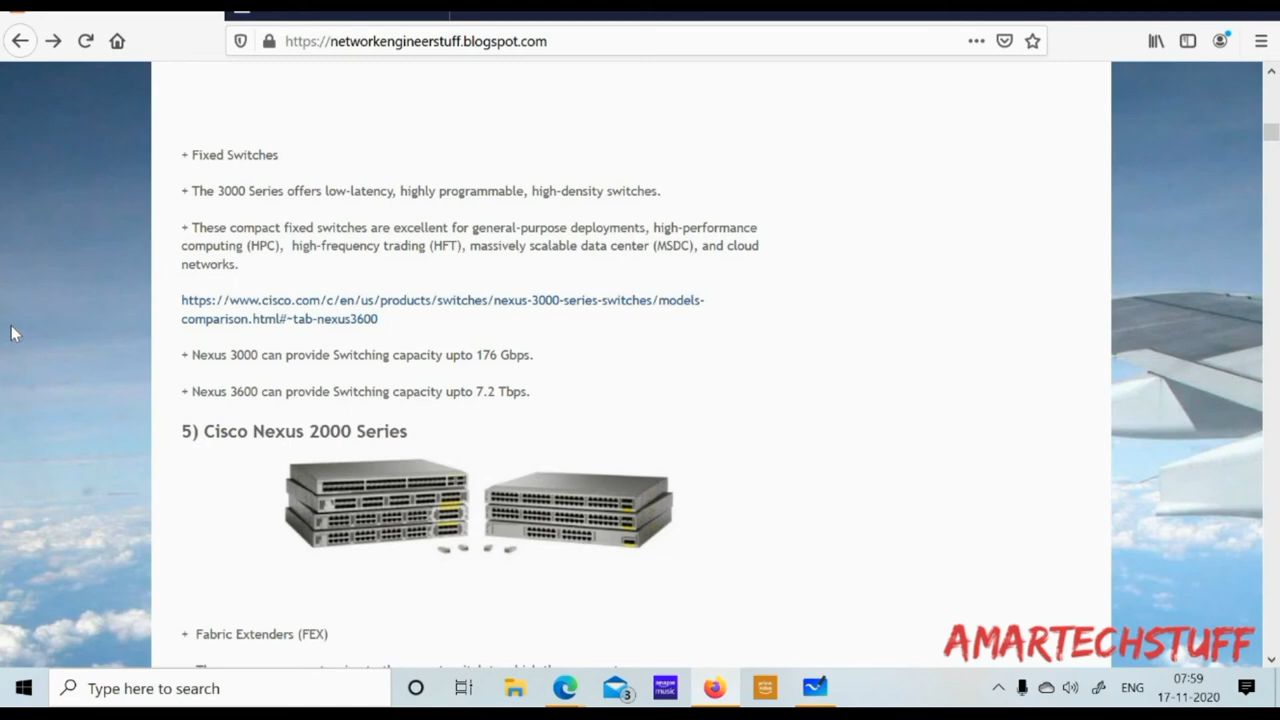 https://networkengineerstuff.blogspot.com
+ Fixed Switches
+ The 3000 Series offers low-latency, highly programmable, high-density switches.
+ These compact fixed switches are excellent for general-purpose deployments, high-performance
computing (HPC),  high-frequency trading (HFT), massively scalable data center (MSDC), and cloud
networks.
https://www.cisco.com/c/en/us/products/switches/nexus-3000-series-switches/models-
comparison.html#~tab-nexus3600
+ Nexus 3000 can provide Switching capacity upto 176 Gbps.
+ Nexus 3600 can provide Switching capacity upto 7.2 Tbps.
5) Cisco Nexus 2000 Series
+  Fabric Extenders (FEX)
AMARTECHSTUFF
Type here to search
3
amazon music
prime video
ENG
07:59
17-11-2020